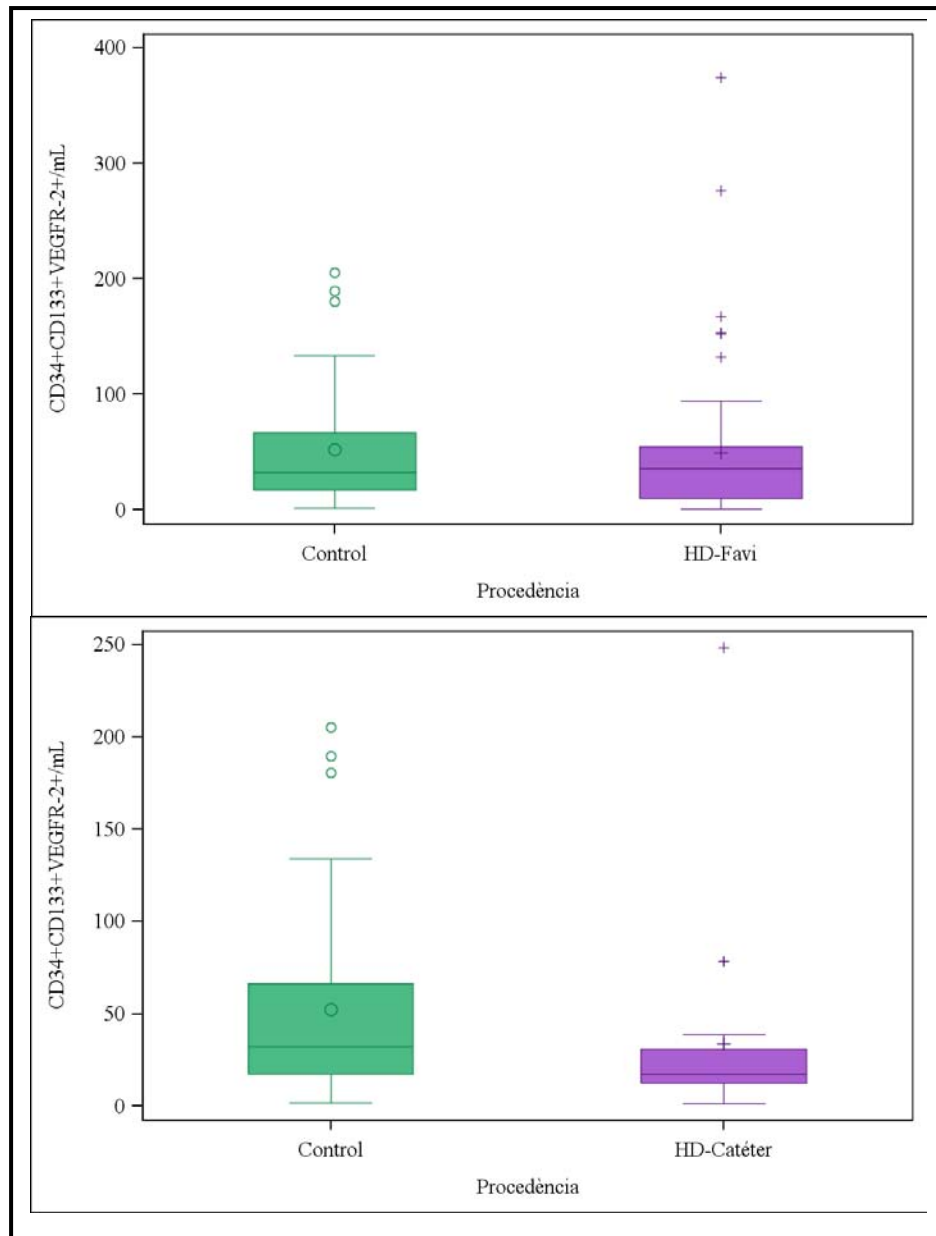 400
300
200
100
0
CD34+CD133+VEGFR-2+/mL
Control
HD-Favi
Procedència
250
200
150
100
50
0
CD34+CD133+VEGFR-2+/mL
Control
HD-Catéter
Procedència